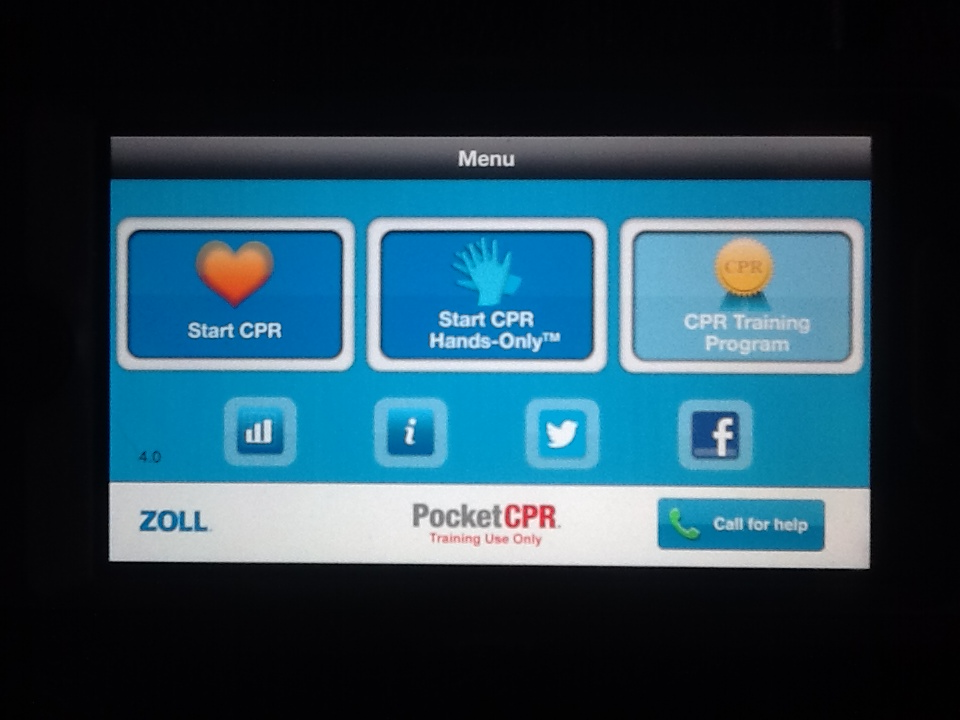 Menu
Start CPR
Start CPR
Hands-Only™
CPR
CPR Training
Program
i
f
4.0
ZOLL
PocketCPR.
Training Use Only
Call for help